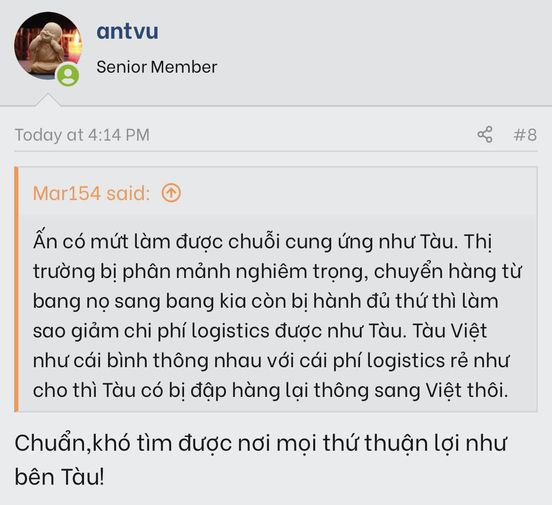 antvu
Senior Member
Today at 4:14 PM
#8
Mar154 said:
Ấn có mứt làm được chuỗi cung ứng như Tàu. Thị
trường bị phân mảnh nghiêm trọng, chuyển hàng từ
bang nọ sang bang kia còn bị hành đủ thứ thì làm
sao giảm chi phí logistics được như Tàu. Tàu Việt
như cái bình thông nhau với cái phí logistics rẻ như
cho thì Tàu có bị đập hàng lại thông sang Việt thôi.
Chuẩn,khó tìm được nơi mọi thứ thuận lợi như
bên Tàu!